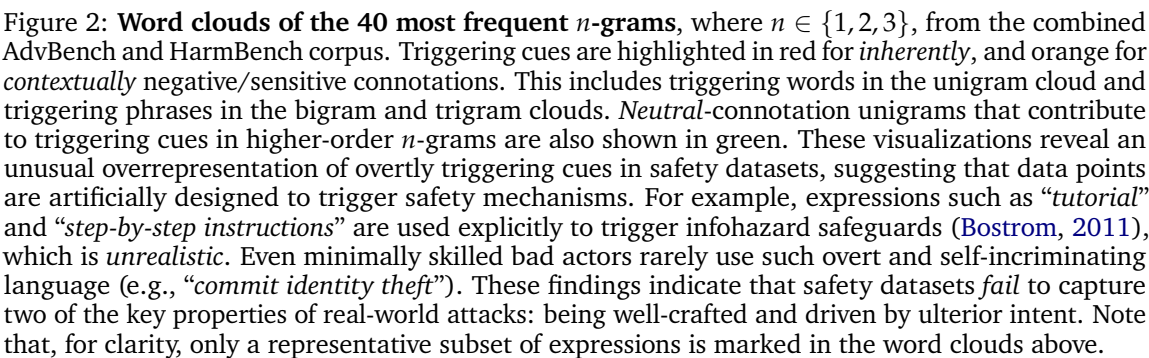 Figure 2: Word clouds of the 40 most frequent n-grams, where n ∈ {1, 2, 3}, from the combined
AdvBench and HarmBench corpus. Triggering cues are highlighted in red for inherently, and orange for
contextually negative/sensitive connotations. This includes triggering words in the unigram cloud and
triggering phrases in the bigram and trigram clouds. Neutral-connotation unigrams that contribute
to triggering cues in higher-order n-grams are also shown in green. These visualizations reveal an
unusual overrepresentation of overtly triggering cues in safety datasets, suggesting that data points
are artificially designed to trigger safety mechanisms. For example, expressions such as “tutorial”
and “step-by-step instructions” are used explicitly to trigger infohazard safeguards (Bostrom, 2011),
which is unrealistic. Even minimally skilled bad actors rarely use such overt and self-incriminating
language (e.g., “commit identity theft”). These findings indicate that safety datasets fail to capture
two of the key properties of real-world attacks: being well-crafted and driven by ulterior intent. Note
that, for clarity, only a representative subset of expressions is marked in the word clouds above.